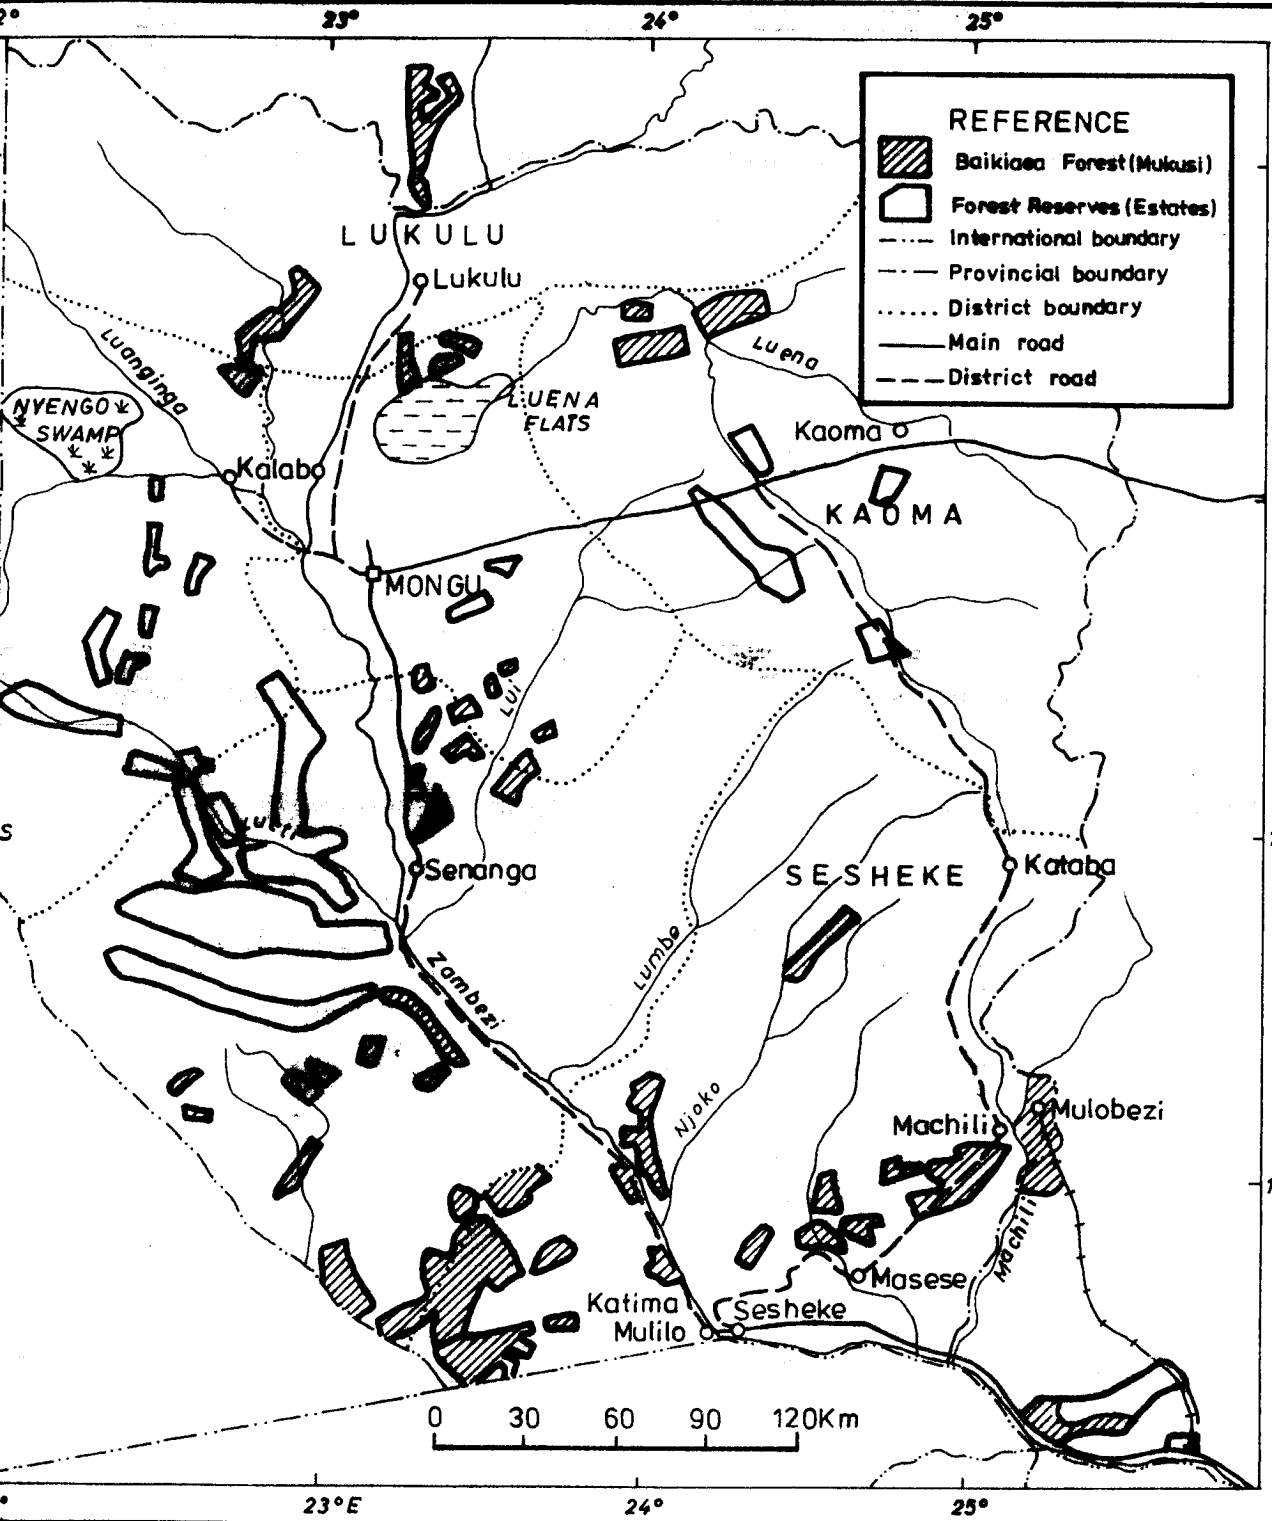 2°
23°
24°
25°
REFERENCE
Baikiaea Forest (Mukusi)
Forest Reserves (Estates)
International boundary
Provincial boundary
District boundary
Main road
District road
LUKULU
Lukulu
Luanginga
Luena
NYENGO
SWAMP
LUENA
FLATS
Kaoma
Kalabo
KAOMA
MONGU
LUI
S
Lueti
Senanga
SESHEKE
Kataba
Lumbe
Zambezi
Njoko
Mulobezi
Machili
Machili
Masese
Katima
Mulilo
Sesheke
0 30 60 90 120Km
23°E
24°
25°